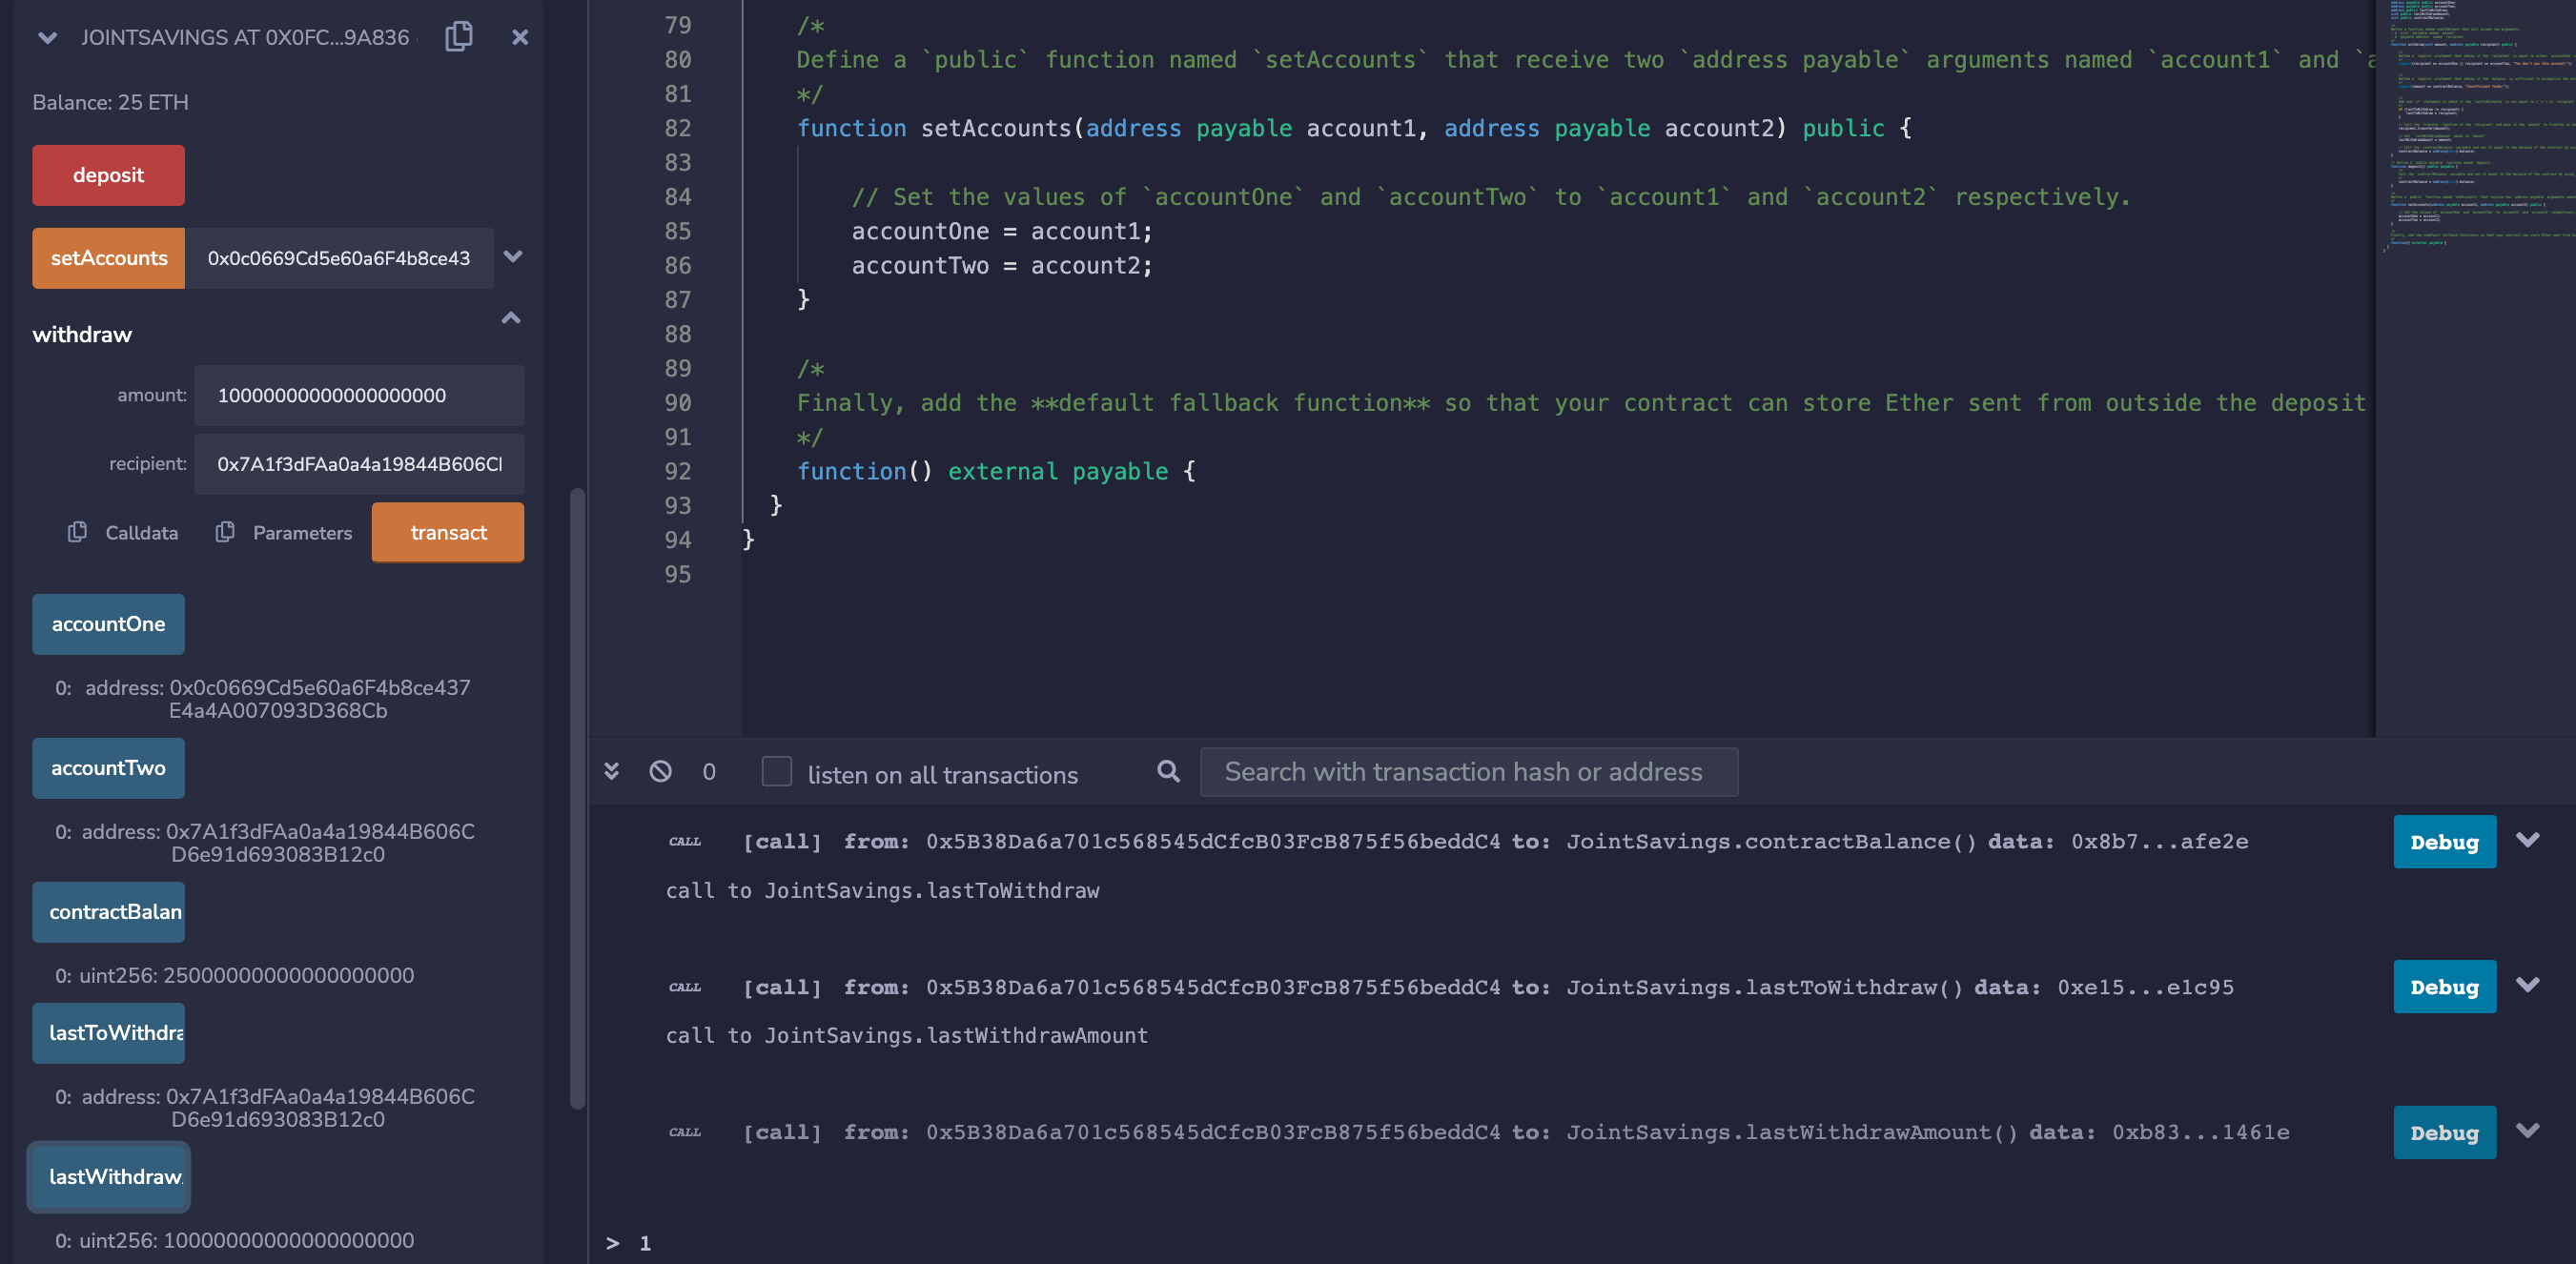 JOINTSAVINGS AT 0X0FC...9A836
Balance: 25 ETH
deposit
setAccounts 0x0c0669Cd5e60a6F4b8ce43
withdraw
amount: 10000000000000000000
recipient: 0x7A1f3dFAa0a4a19844B606C
Calldata Parameters transact
accountOne
0: address: 0x0c0669Cd5e60a6F4b8ce437
E4a4A007093D368Cb
accountTwo
0: address: 0x7A1f3dFAa0a4a19844B606C
D6e91d693083B12c0
contractBalan
0: uint256: 25000000000000000000
lastToWithdra
0: address: 0x7A1f3dFAa0a4a19844B606C
D6e91d693083B12c0
lastWithdraw
0: uint256: 10000000000000000000
79 /*
80 Define a `public` function named `setAccounts` that receive two `address payable` arguments named `account1` and `a
81 */
82 function setAccounts(address payable account1, address payable account2) public {
83
84 // Set the values of `accountOne` and `accountTwo` to `account1` and `account2` respectively.
85 accountOne = account1;
86 accountTwo = account2;
87 }
88
89 /*
90 Finally, add the **default fallback function** so that your contract can store Ether sent from outside the deposit
91 */
92 function() external payable {
93 }
94 }
95
0 listen on all transactions Search with transaction hash or address
CALL [call] from: 0x5B38Da6a701c568545dCfcB03FcB875f56beddC4 to: JointSavings.contractBalance() data: 0x8b7...afe2e Debug
call to JointSavings.lastToWithdraw
CALL [call] from: 0x5B38Da6a701c568545dCfcB03FcB875f56beddC4 to: JointSavings.lastToWithdraw() data: 0xe15...e1c95 Debug
call to JointSavings.lastWithdrawAmount
CALL [call] from: 0x5B38Da6a701c568545dCfcB03FcB875f56beddC4 to: JointSavings.lastWithdrawAmount() data: 0xb83...1461e Debug
> 1